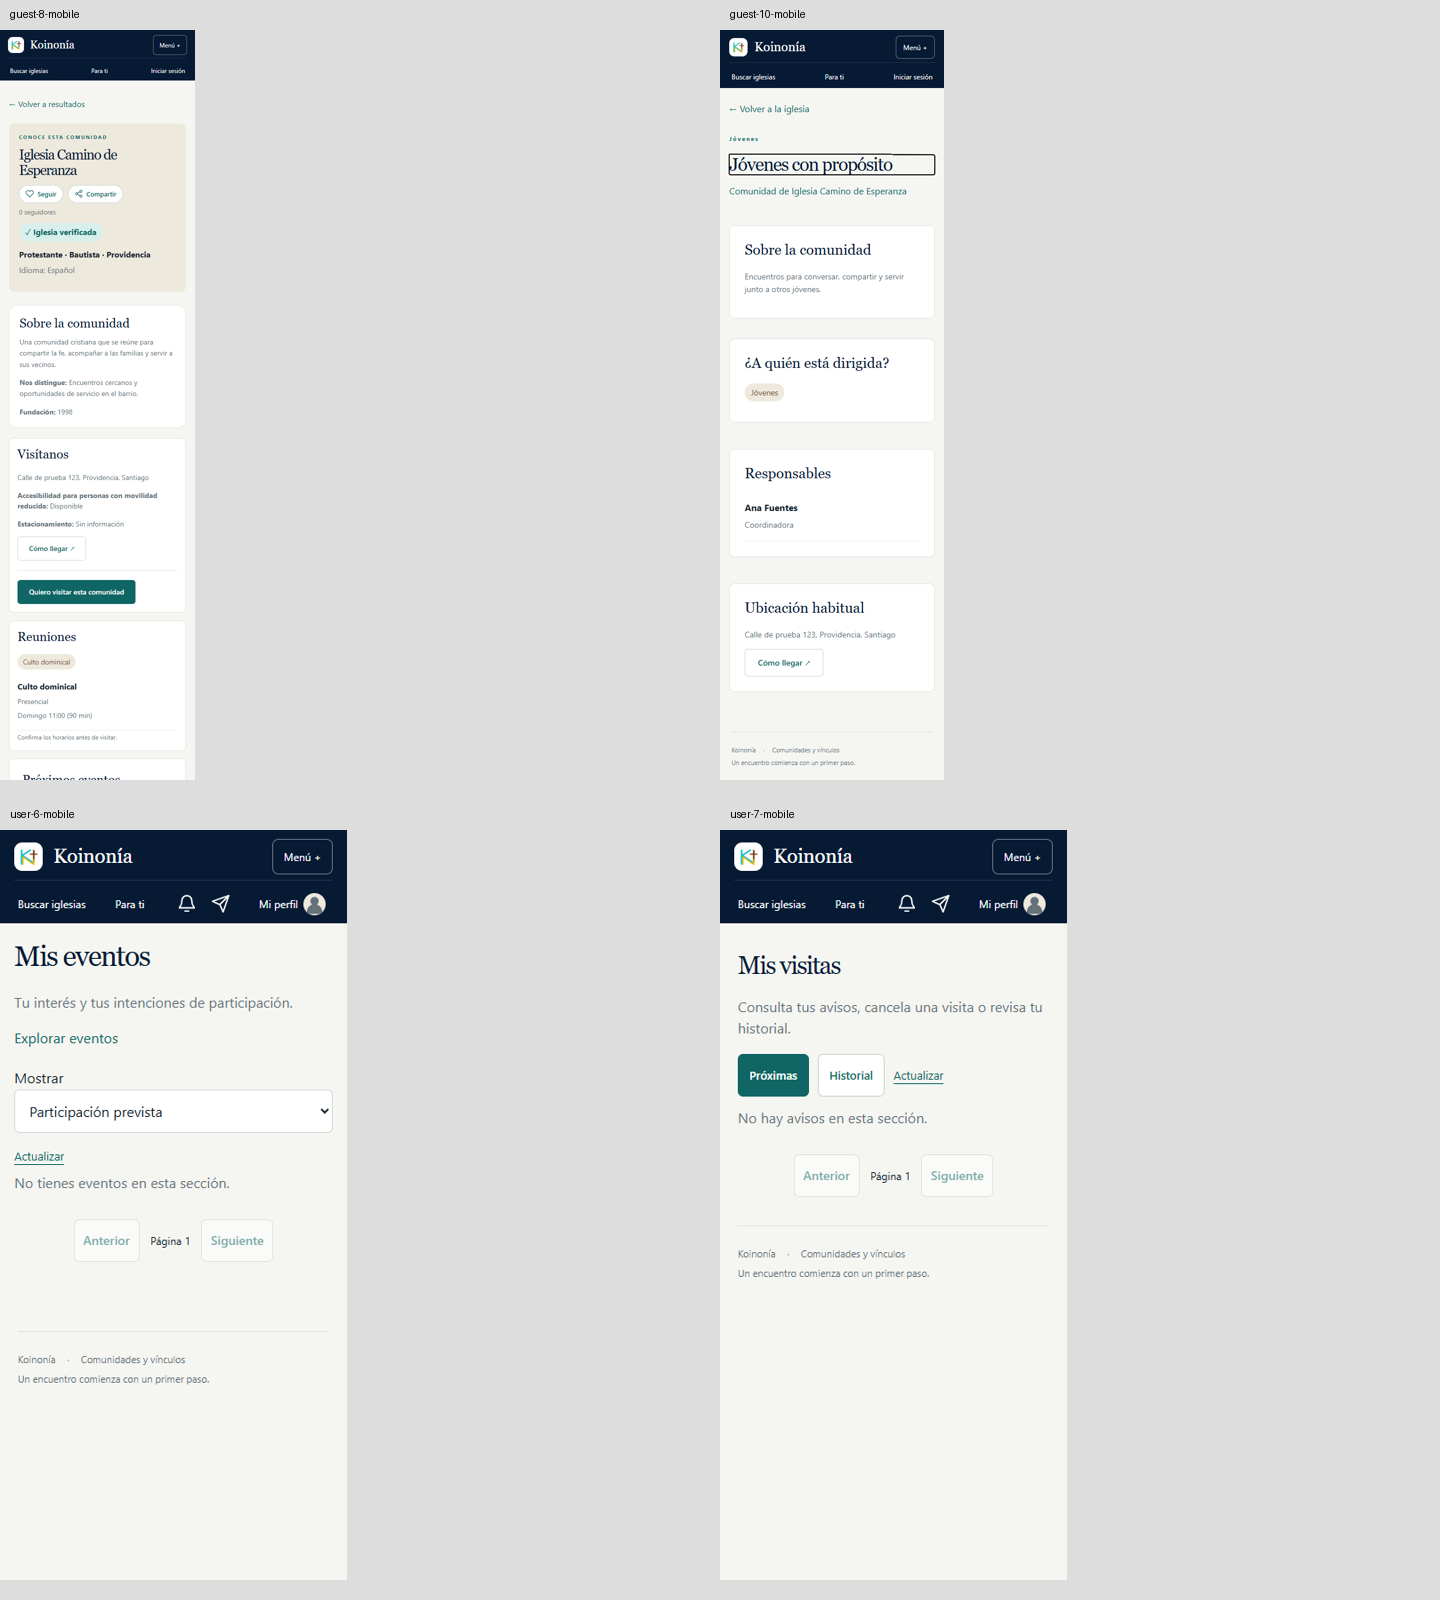 guest-8-mobile
Koinonía
Menú +
Buscar iglesias
Para ti
Iniciar sesión
← Volver a resultados
CONOCE ESTA COMUNIDAD
Iglesia Camino de
Esperanza
Seguir
Compartir
0 seguidores
✓ Iglesia verificada
Protestante · Bautista · Providencia
Idioma: Español
Sobre la comunidad
Una comunidad cristiana que se reúne para
compartir la fe, acompañar a las familias y servir a
sus vecinos.
Nos distingue: Encuentros cercanos y
oportunidades de servicio en el barrio.
Fundación: 1998
Visítanos
Calle de prueba 123, Providencia, Santiago
Accesibilidad para personas con movilidad
reducida: Disponible
Estacionamiento: Sin información
Cómo llegar ↗
Quiero visitar esta comunidad
Reuniones
Culto dominical
Culto dominical
Presencial
Domingo 11:00 (90 min)
Confirma los horarios antes de visitar.
Próximos eventos
guest-10-mobile
Koinonía
Menú +
Buscar iglesias
Para ti
Iniciar sesión
← Volver a la iglesia
Jóvenes
Jóvenes con propósito
Comunidad de Iglesia Camino de Esperanza
Sobre la comunidad
Encuentros para conversar, compartir y servir
junto a otros jóvenes.
¿A quién está dirigida?
Jóvenes
Responsables
Ana Fuentes
Coordinadora
Ubicación habitual
Calle de prueba 123, Providencia, Santiago
Cómo llegar ↗
Koinonía · Comunidades y vínculos
Un encuentro comienza con un primer paso.
user-6-mobile
Koinonía
Menú +
Buscar iglesias
Para ti
Mi perfil
Mis eventos
Tu interés y tus intenciones de participación.
Explorar eventos
Mostrar
Participación prevista
Actualizar
No tienes eventos en esta sección.
Anterior
Página 1
Siguiente
Koinonía · Comunidades y vínculos
Un encuentro comienza con un primer paso.
user-7-mobile
Koinonía
Menú +
Buscar iglesias
Para ti
Mi perfil
Mis visitas
Consulta tus avisos, cancela una visita o revisa tu
historial.
Próximas
Historial
Actualizar
No hay avisos en esta sección.
Anterior
Página 1
Siguiente
Koinonía · Comunidades y vínculos
Un encuentro comienza con un primer paso.